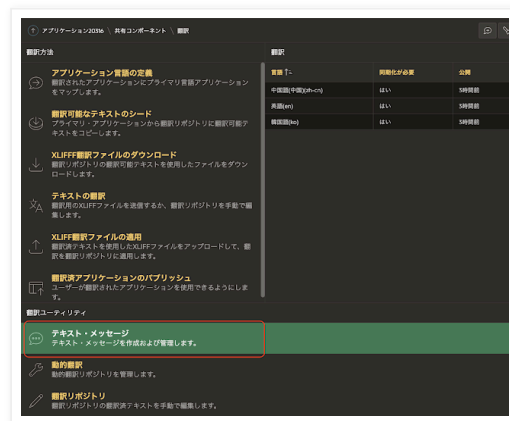 アプリケーション20316 \ 共有コンポーネント \ 翻訳
翻訳方法
アプリケーション言語の定義
翻訳されたアプリケーションにプライマリ言語アプリケーション
をマップします。
翻訳可能なテキストのシード
プライマリ・アプリケーションから翻訳リポジトリに翻訳可能テ
キストをコピーします。
XLIFFF翻訳ファイルのダウンロード
翻訳リポジトリの翻訳可能テキストを使用したファイルをダウン
ロードします。
テキストの翻訳
翻訳用のXLIFFファイルを送信するか、翻訳リポジトリを手動で編
集します。
XLIFF翻訳ファイルの適用
翻訳済テキストを使用したXLIFFファイルをアップロードして、翻
訳を翻訳リポジトリに適用します。
翻訳済アプリケーションのパブリッシュ
ユーザーが翻訳されたアプリケーションを使用できるようにしま
す。
翻訳
言語 同期化が必要 公開
中国語(中国)(zh-cn) はい 5時間前
英語(en) はい 5時間前
韓国語(ko) はい 5時間前
翻訳ユーティリティ
テキスト・メッセージ
テキスト・メッセージを作成および管理します。
動的翻訳
動的翻訳リポジトリを管理します。
翻訳リポジトリ
翻訳リポジトリの翻訳済テキストを手動で編集します。